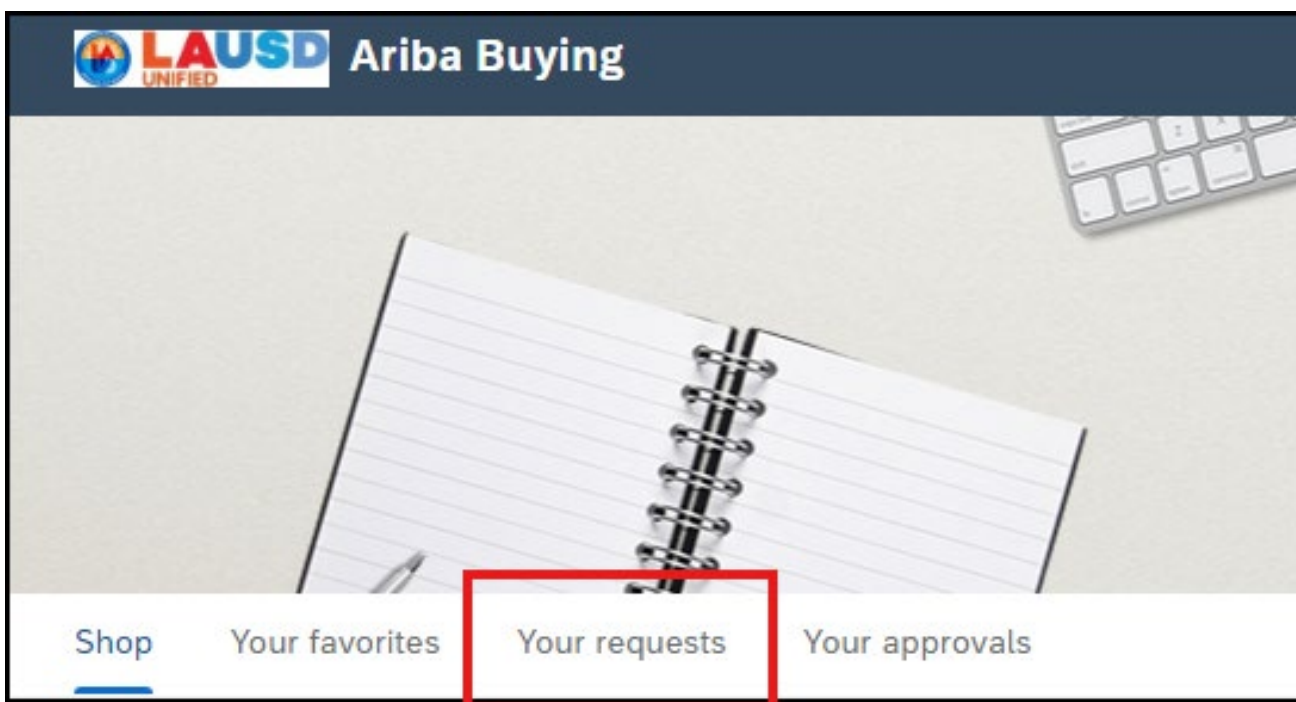 LAUSD
UNIFIED
Ariba Buying
Z X
Shop Your favorites Your requests Your approvals